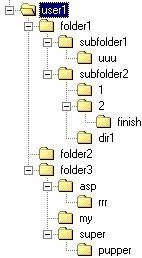 user1
folder1
subfolder1
uuu
subfolder2
1
2
finish
dir1
folder2
folder3
asp
rrr
my
super
pupper